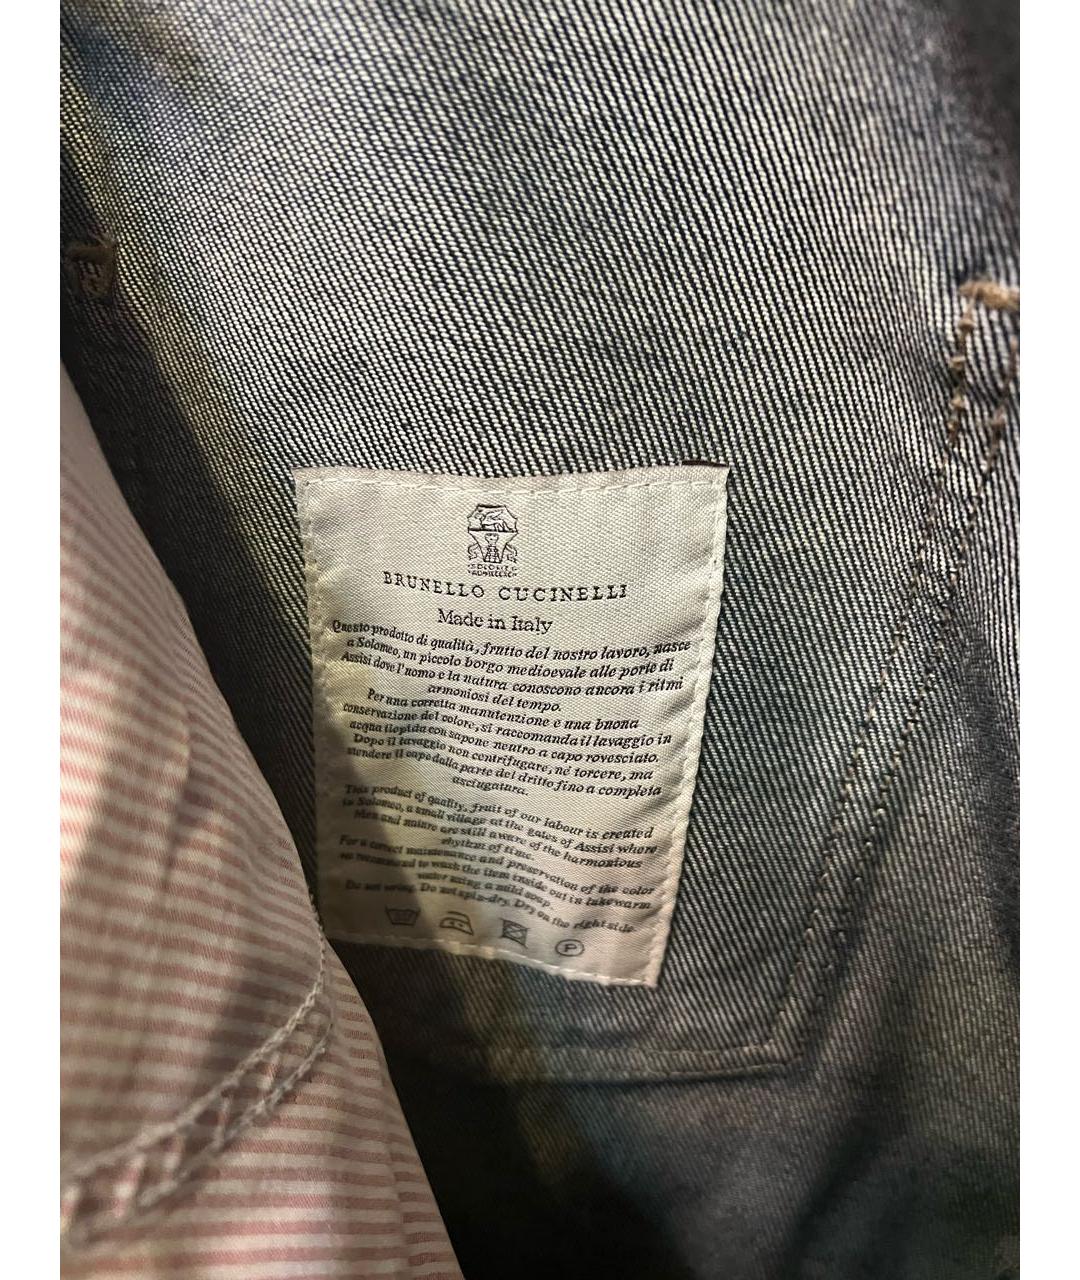 SOLOMEO
BRUNELLO CUCINELLI
Made in Italy
Questo prodotto di qualità, frutto del nostro lavoro, nasce
a Solomeo, un piccolo borgo medioevale alle porte di
Assisi dove l'uomo e la natura conoscono ancora i ritmi
armoniosi del tempo.
Per una corretta manutenzione e una buona
conservazione del colore, si raccomanda il lavaggio in
acqua tiepida con sapone neutro a capo rovesciato.
Dopo il lavaggio non centrifugare, né torcere, ma
stendere il capo dalla parte del dritto fino a completa
asciugatura.
This product of quality, fruit of our labour is created
in Solomeo, a small village at the gates of Assisi where
Men and nature are still aware of the harmonious
rhythm of time.
For a correct maintenance and preservation of the color
we recommend to wash the item inside out in lukewarm
water using a mild soap.
Do not wring. Do not spin-dry. Dry on the right side.
P